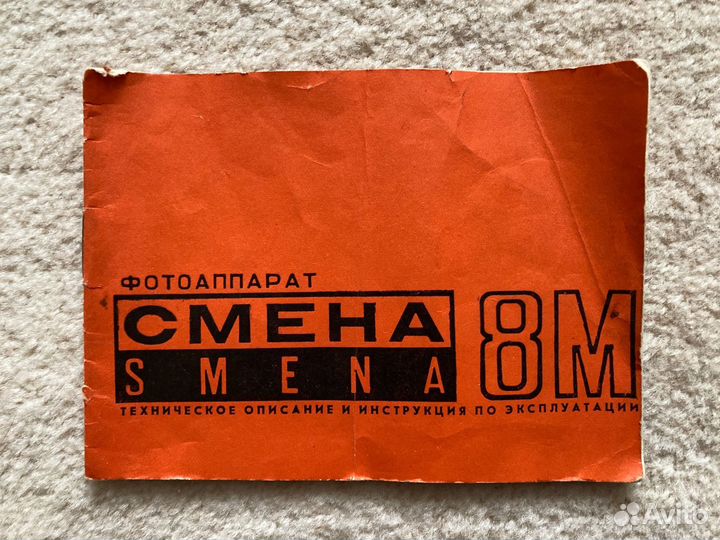 ФОТОАППАРАТ
СМЕНА 8М
SMENA
ТЕХНИЧЕСКОЕ ОПИСАНИЕ И ИНСТРУКЦИЯ ПО ЭКСПЛУАТАЦИИ
Avito